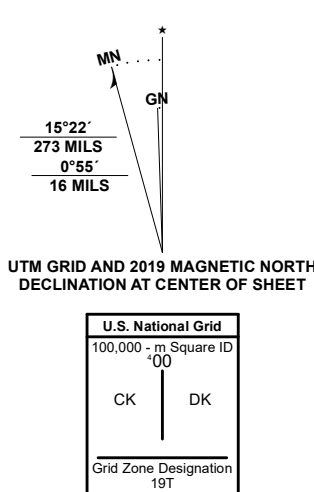 ★
MN
GN
15°22´
273 MILS
0°55´
16 MILS
UTM GRID AND 2019 MAGNETIC NORTH
DECLINATION AT CENTER OF SHEET
U.S. National Grid
100,000 - m Square ID
⁴00
CK DK
Grid Zone Designation
19T